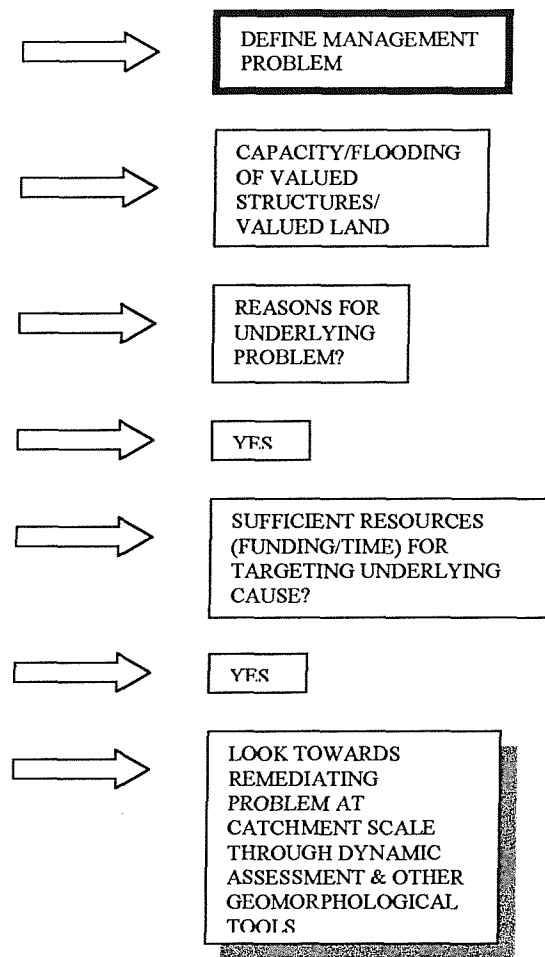 DEFINE MANAGEMENT
PROBLEM
CAPACITY/FLOODING
OF VALUED
STRUCTURES/
VALUED LAND
REASONS FOR
UNDERLYING
PROBLEM?
YES
SUFFICIENT RESOURCES
(FUNDING/TIME) FOR
TARGETING UNDERLYING
CAUSE?
YES
LOOK TOWARDS
REMEDIATING
PROBLEM AT
CATCHMENT SCALE
THROUGH DYNAMIC
ASSESSMENT & OTHER
GEOMORPHOLOGICAL
TOOLS